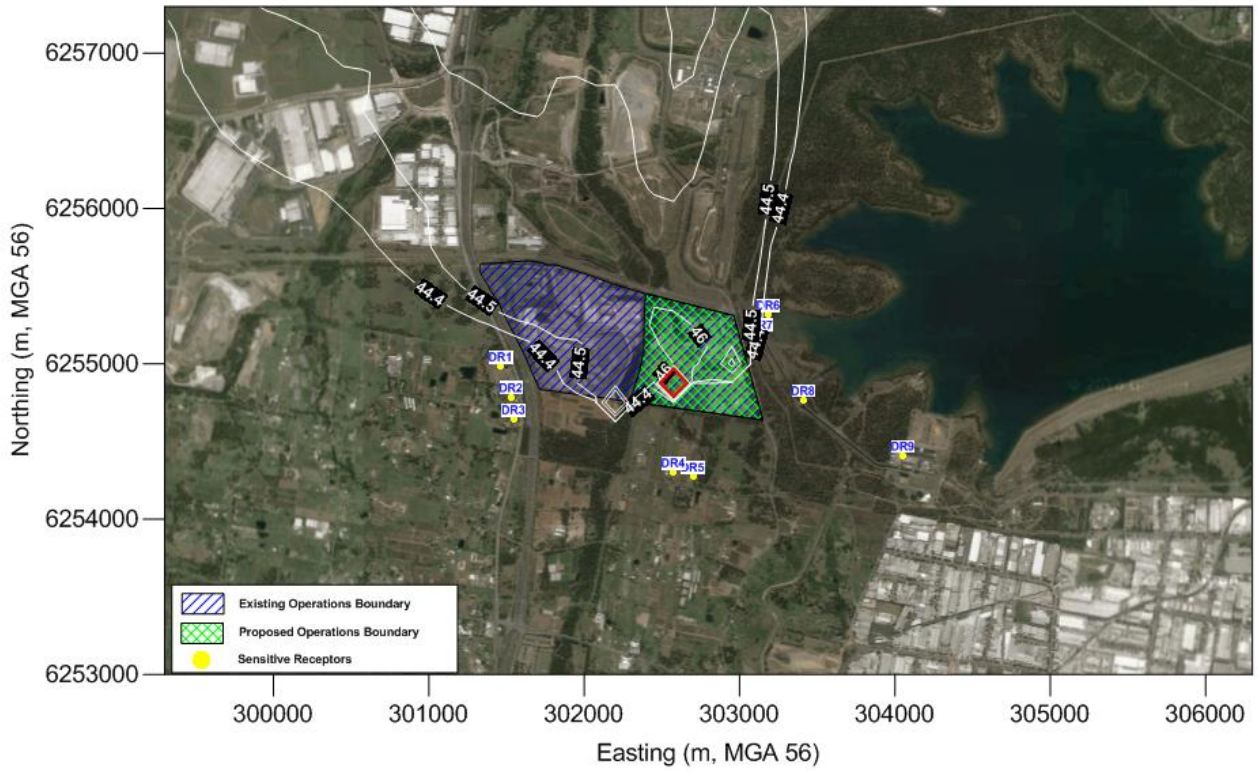 6257000
6256000
6255000
6254000
6253000
Northing (m, MGA 56)
44.5
44.4
44.4
44.5
44.4
44.5
46
46
44.4
44.5
44.
DR1
DR2
DR3
DR4
DR5
DR6
R7
DR8
DR9
Existing Operations Boundary
Proposed Operations Boundary
Sensitive Receptors
300000
301000
302000
303000
304000
305000
306000
Easting (m, MGA 56)